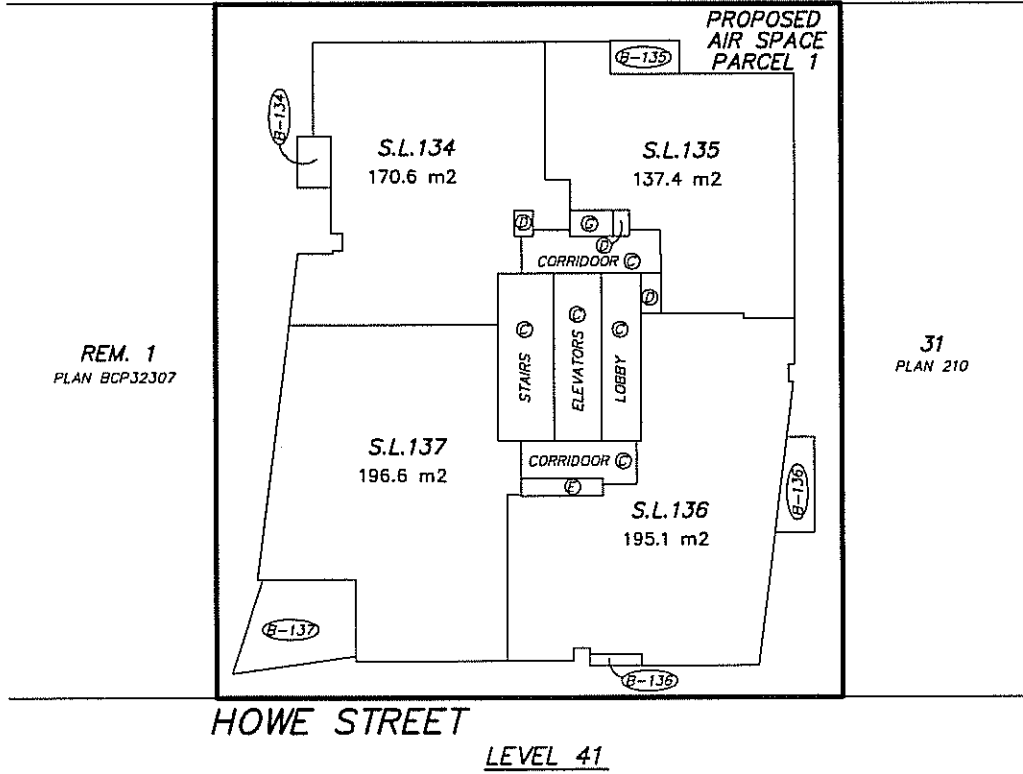 PROPOSED
AIR SPACE
PARCEL 1
B-135
B-134
S.L.134
170.6 m2
S.L.135
137.4 m2
D
G
D
CORRIDOOR C
D
STAIRS C
ELEVATORS C
LOBBY C
REM. 1
PLAN BCP32307
31
PLAN 210
S.L.137
196.6 m2
CORRIDOOR C
E
S.L.136
195.1 m2
B-136
B-137
B-136
HOWE STREET
LEVEL 41